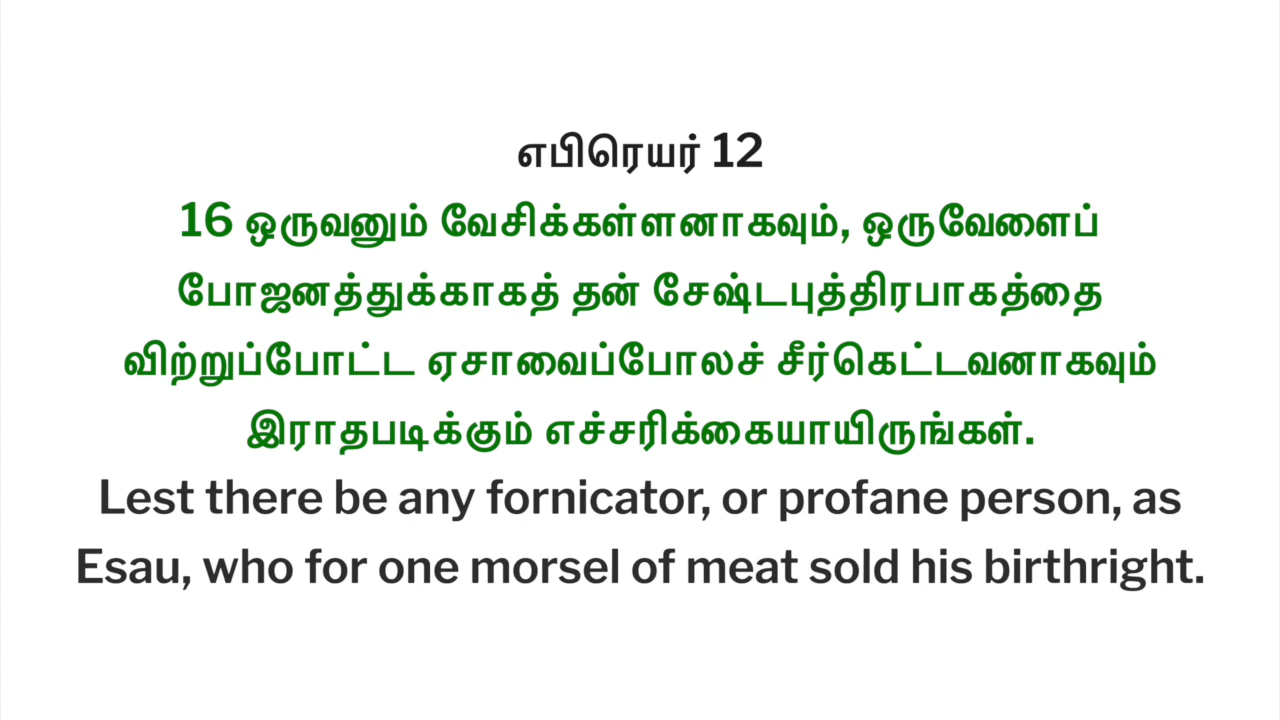 எபிரெயர் 12
16 ஒருவனும் வேசிக்கள்ளனாகவும், ஒருவேளைப்
போஜனத்துக்காகத் தன் சேஷ்டபுத்திரபாகத்தை
விற்றுப்போட்ட ஏசாவைப்போலச் சீர்கெட்டவனாகவும்
இராதபடிக்கும் எச்சரிக்கையாயிருங்கள்.
Lest there be any fornicator, or profane person, as
Esau, who for one morsel of meat sold his birthright.